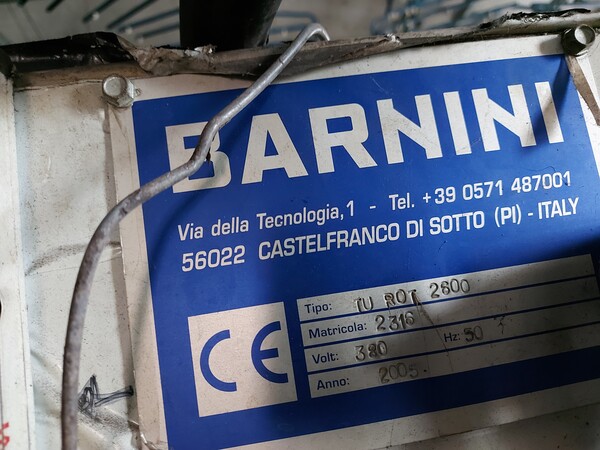 BARNINI
Via della Tecnologia,1 - Tel. +39 0571 487001
56022 CASTELFRANCO DI SOTTO (PI) - ITALY
CE
Tipo: TU ROT 2600
Matricola: 2316
Volt: 380 Hz: 50
Anno: 2005